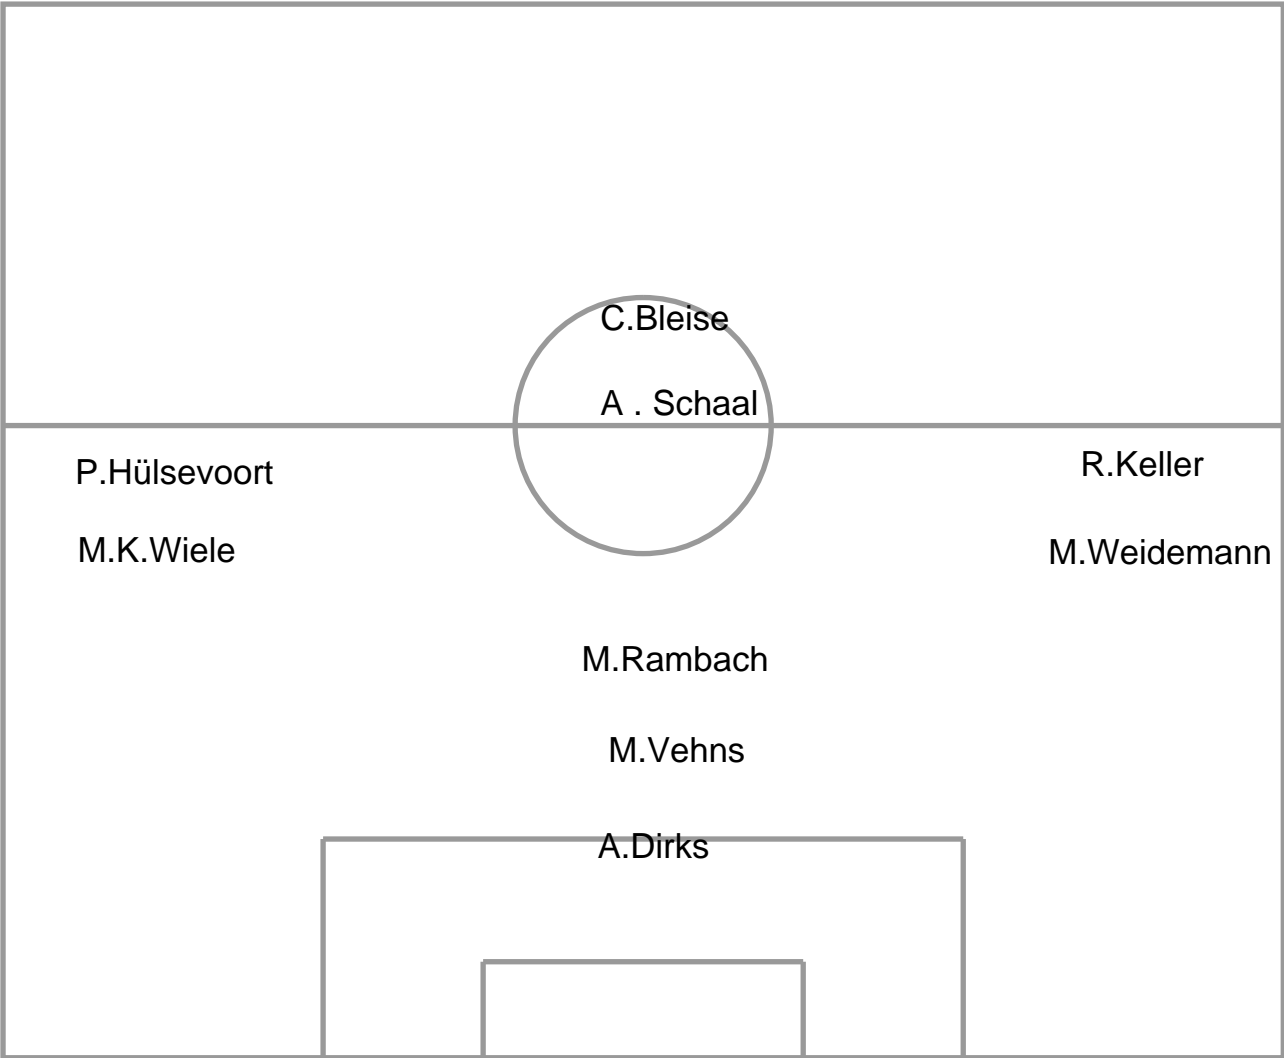 C.Bleise
A . Schaal
P.Hülsevoort
R.Keller
M.K.Wiele
M.Weidemann
M.Rambach
M.Vehns
A.Dirks